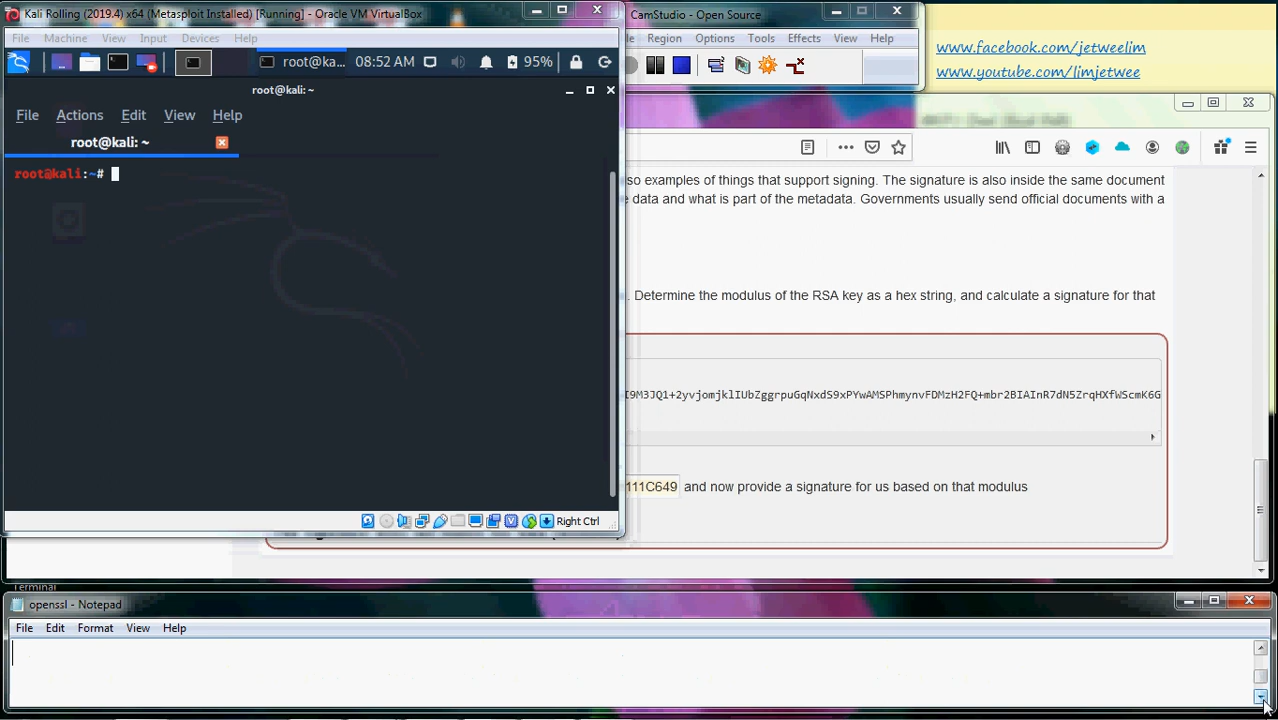 Kali Rolling (2019.4) x64 (Metasploit Installed) [Running] - Oracle VM VirtualBox
File Machine View Input Devices Help
root@ka... 08:52 AM 95%
root@kali: ~
File Actions Edit View Help
root@kali: ~
root@kali:~#
Right Ctrl
CamStudio - Open Source
Region Options Tools Effects View Help
www.facebook.com/jetweelim
www.youtube.com/limjetwee
so examples of things that support signing. The signature is also inside the same document
e data and what is part of the metadata. Governments usually send official documents with a
. Determine the modulus of the RSA key as a hex string, and calculate a signature for that
I9M3JQ1+2yvjomjklIUbZggrpuGqNxdS9xPYwAMSPhmynvFDMzH2FQ+mbr2BIAInR7dN5ZrqHXfWScmK6G
111C649 and now provide a signature for us based on that modulus
Terminal
openssl - Notepad
File Edit Format View Help